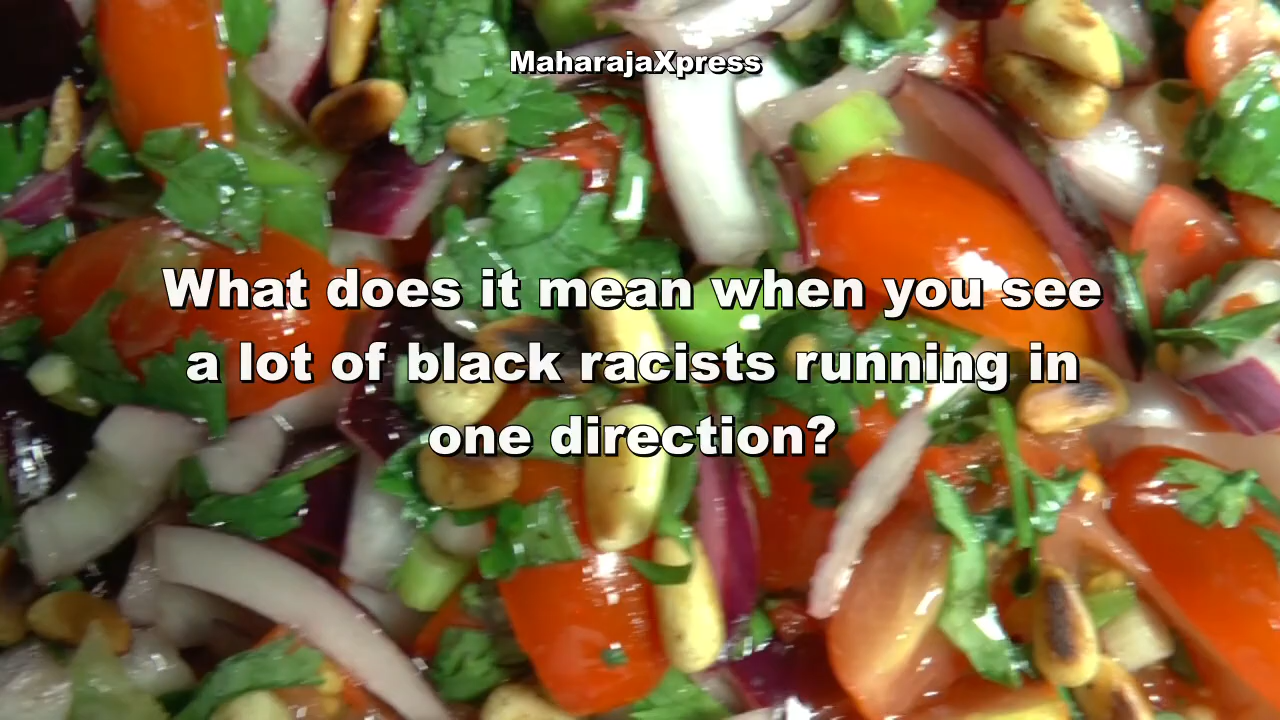 MaharajaXpress
What does it mean when you see
a lot of black racists running in
one direction?